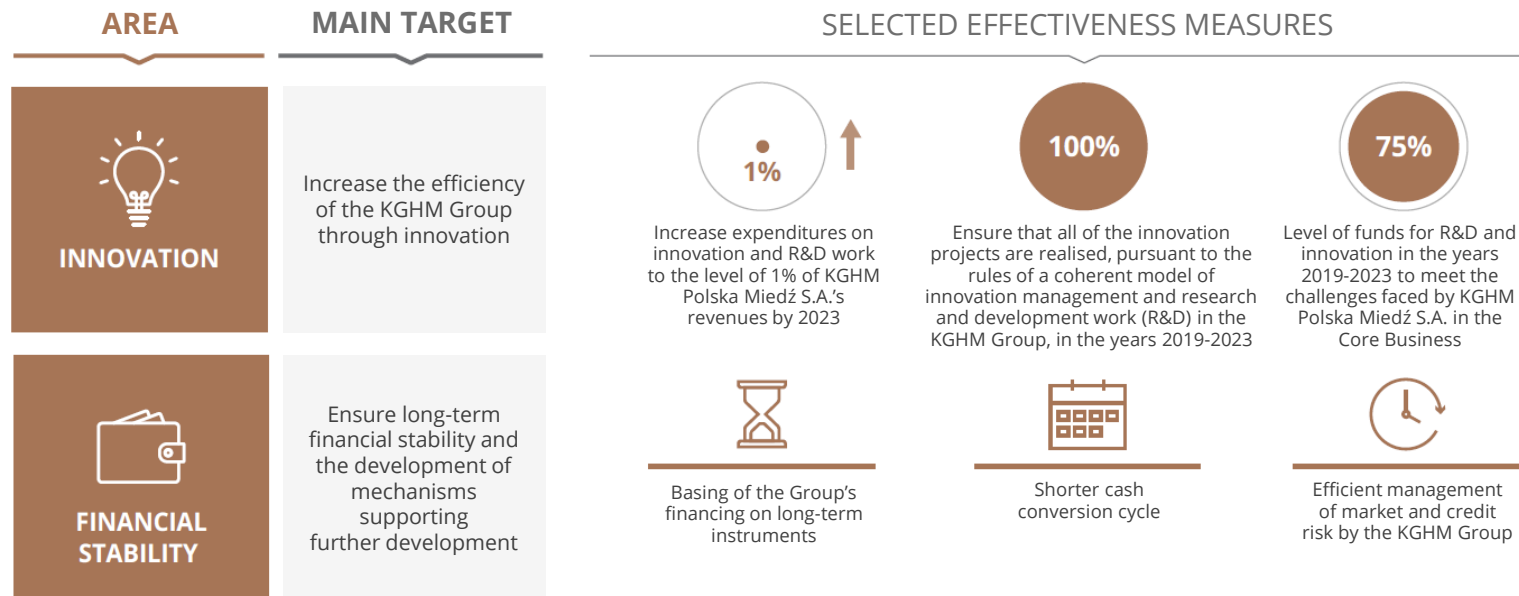 AREA
MAIN TARGET
SELECTED EFFECTIVENESS MEASURES
INNOVATION
Increase the efficiency
of the KGHM Group
through innovation
1%
Increase expenditures on
innovation and R&D work
to the level of 1% of KGHM
Polska Miedź S.A.’s
revenues by 2023
100%
Ensure that all of the innovation
projects are realised, pursuant to the
rules of a coherent model of
innovation management and research
and development work (R&D) in the
KGHM Group, in the years 2019-2023
75%
Level of funds for R&D and
innovation in the years
2019-2023 to meet the
challenges faced by KGHM
Polska Miedź S.A. in the
Core Business
FINANCIAL
STABILITY
Ensure long-term
financial stability and
the development of
mechanisms
supporting
further development
Basing of the Group’s
financing on long-term
instruments
Shorter cash
conversion cycle
Efficient management
of market and credit
risk by the KGHM Group